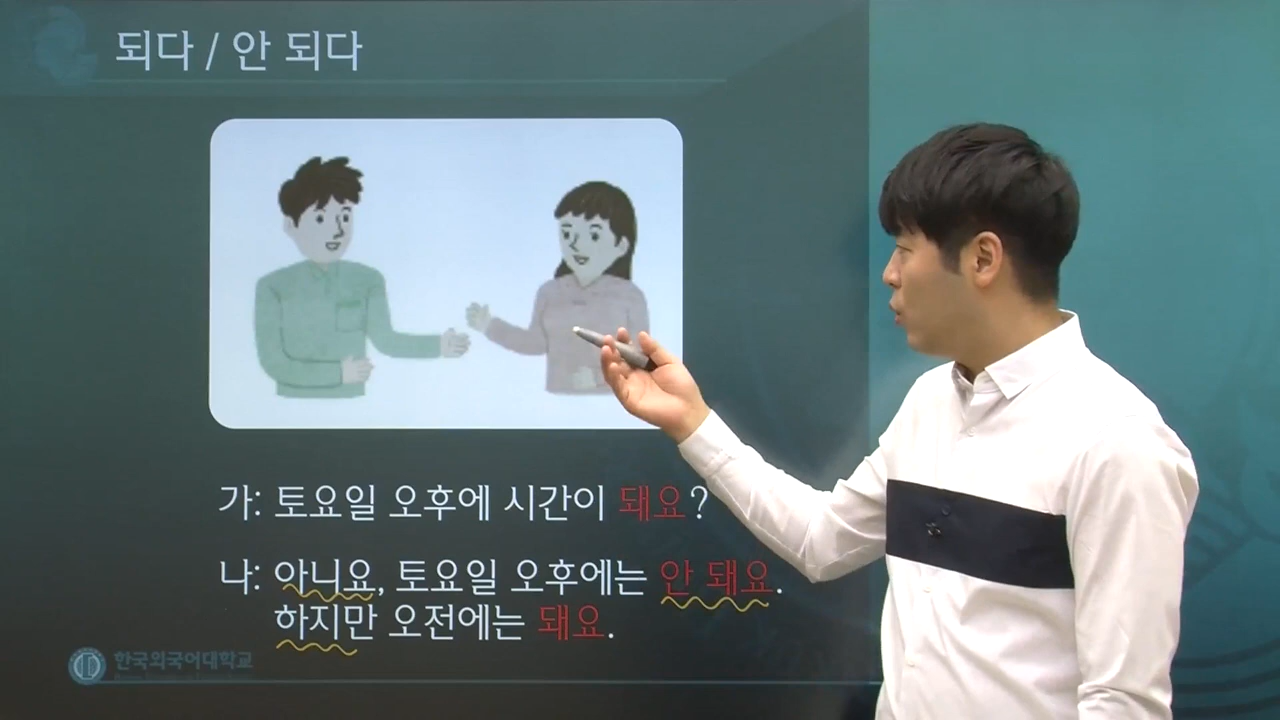 되다 / 안 되다
가: 토요일 오후에 시간이 돼요?
나: 아니요, 토요일 오후에는 안 돼요.
하지만 오전에는 돼요.
한국외국어대학교